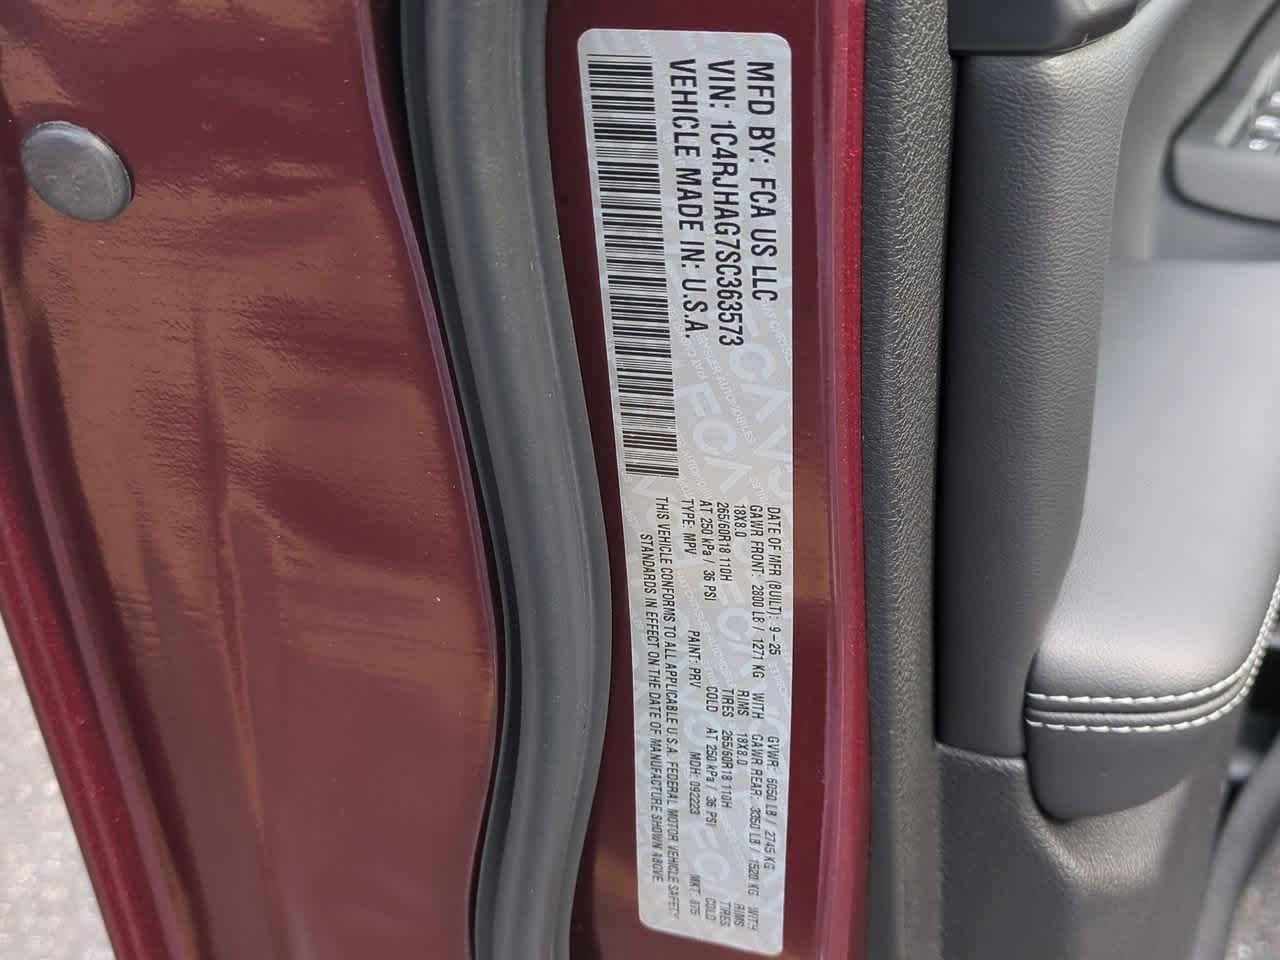 MFD BY: FCA US LLC
VIN: 1C4RJHAG7SC363573
VEHICLE MADE IN: U.S.A.
DATE OF MFR (BUILT): 9-25 GVWR: 6050 LB / 2745 KG
GAWR FRONT: 2800 LB / 1271 KG WITH GAWR REAR: 3350 LB / 1520 KG WITH
18X8.0 RIMS 18X8.0 RIMS
265/60R18 110H TIRES 265/60R18 110H TIRES
AT 250 kPa / 36 PSI COLD AT 250 kPa / 36 PSI COLD
TYPE: MPV PAINT: PRV MDH: 092223 MKT:
THIS VEHICLE CONFORMS TO ALL APPLICABLE U.S.A. FEDERAL MOTOR VEHICLE SAFETY
STANDARDS IN EFFECT ON THE DATE OF MANUFACTURE SHOWN ABOVE.